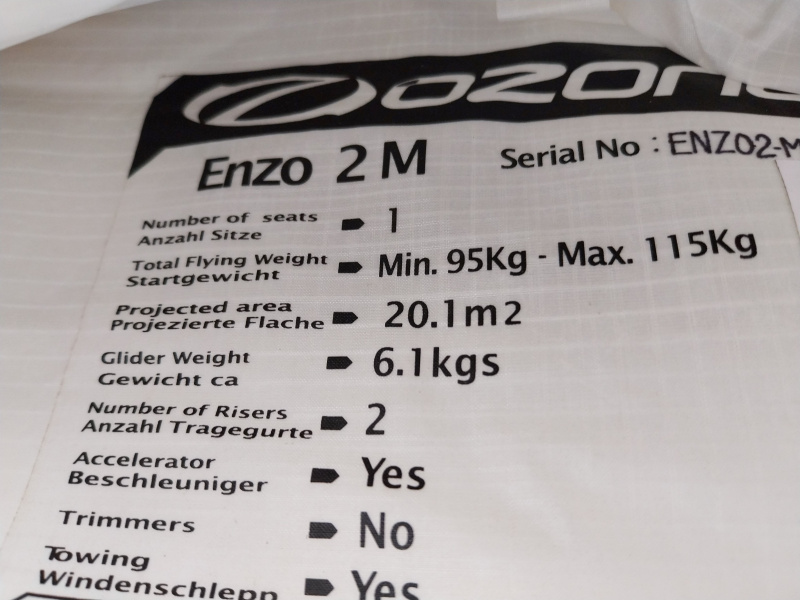 ozone
Enzo 2 M Serial No : ENZO2-M
Number of seats
Anzahl Sitze
1
Total Flying Weight
Startgewicht
Min. 95Kg - Max. 115Kg
Projected area
Projezierte Flache
20.1m2
Glider Weight
Gewicht ca
6.1kgs
Number of Risers
Anzahl Tragegurte
2
Accelerator
Beschleuniger
Yes
Trimmers
No
Towing
Windenschlepp
Yes